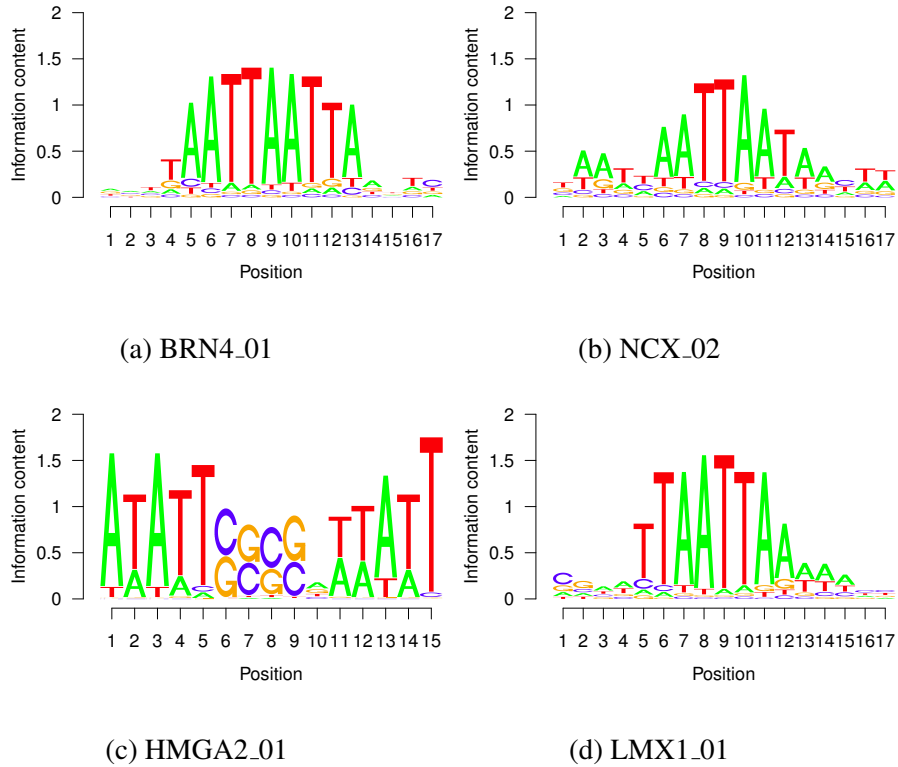 2
1.5
1
0.5
0
Information content
1 2 3 4 5 6 7 8 9 10 11 12 13 14 15 16 17
Position
(a) BRN4_01
2
1.5
1
0.5
0
Information content
1 2 3 4 5 6 7 8 9 10 11 12 13 14 15 16 17
Position
(b) NCX_02
2
1.5
1
0.5
0
Information content
1 2 3 4 5 6 7 8 9 10 11 12 13 14 15
Position
(c) HMGA2_01
2
1.5
1
0.5
0
Information content
1 2 3 4 5 6 7 8 9 10 11 12 13 14 15 16 17
Position
(d) LMX1_01